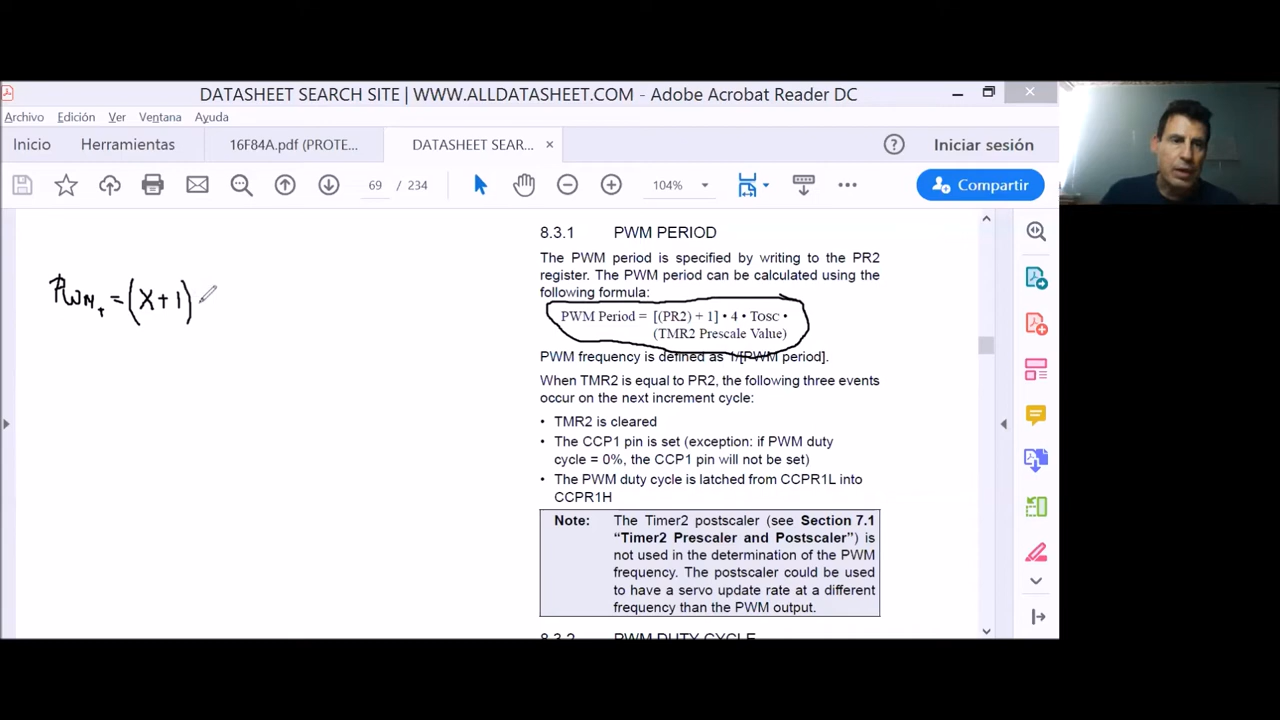 DATASHEET SEARCH SITE | WWW.ALLDATASHEET.COM - Adobe Acrobat Reader DC
Archivo Edición Ver Ventana Ayuda
Inicio Herramientas 16F84A.pdf (PROTE... DATASHEET SEAR... × ? Iniciar sesión
69 / 234 104% Compartir
PWM_T = (X+1)
8.3.1 PWM PERIOD
The PWM period is specified by writing to the PR2
register. The PWM period can be calculated using the
following formula:
PWM Period = [(PR2) + 1] • 4 • TOSC •
(TMR2 Prescale Value)
PWM frequency is defined as 1/[PWM period].
When TMR2 is equal to PR2, the following three events
occur on the next increment cycle:
• TMR2 is cleared
• The CCP1 pin is set (exception: if PWM duty
cycle = 0%, the CCP1 pin will not be set)
• The PWM duty cycle is latched from CCPR1L into
CCPR1H
Note: The Timer2 postscaler (see Section 7.1
“Timer2 Prescaler and Postscaler”) is
not used in the determination of the PWM
frequency. The postscaler could be used
to have a servo update rate at a different
frequency than the PWM output.
8.3.2 PWM DUTY CYCLE